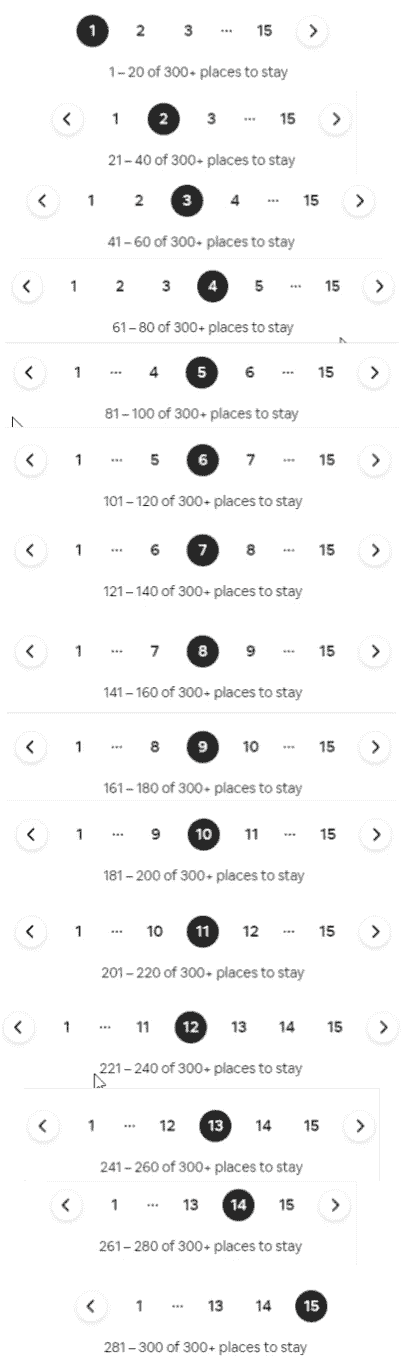 1 2 3 ... 15
1 – 20 of 300+ places to stay
1 2 3 ... 15
21 – 40 of 300+ places to stay
1 2 3 4 ... 15
41 – 60 of 300+ places to stay
1 2 3 4 5 ... 15
61 – 80 of 300+ places to stay
1 ... 4 5 6 ... 15
81 – 100 of 300+ places to stay
1 ... 5 6 7 ... 15
101 – 120 of 300+ places to stay
1 ... 6 7 8 ... 15
121 – 140 of 300+ places to stay
1 ... 7 8 9 ... 15
141 – 160 of 300+ places to stay
1 ... 8 9 10 ... 15
161 – 180 of 300+ places to stay
1 ... 9 10 11 ... 15
181 – 200 of 300+ places to stay
1 ... 10 11 12 ... 15
201 – 220 of 300+ places to stay
1 ... 11 12 13 14 15
221 – 240 of 300+ places to stay
1 ... 12 13 14 15
241 – 260 of 300+ places to stay
1 ... 13 14 15
261 – 280 of 300+ places to stay
1 ... 13 14 15
281 – 300 of 300+ places to stay